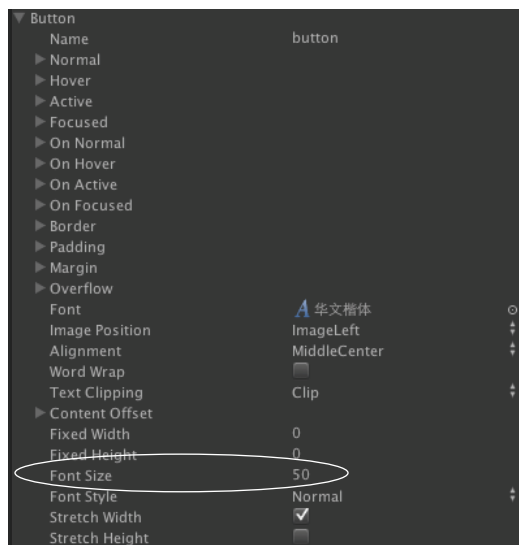 Button
Name button
Normal
Hover
Active
Focused
On Normal
On Hover
On Active
On Focused
Border
Padding
Margin
Overflow
Font 华文楷体
Image Position ImageLeft
Alignment MiddleCenter
Word Wrap
Text Clipping Clip
Content Offset
Fixed Width 0
Fixed Height 0
Font Size 50
Font Style Normal
Stretch Width
Stretch Height